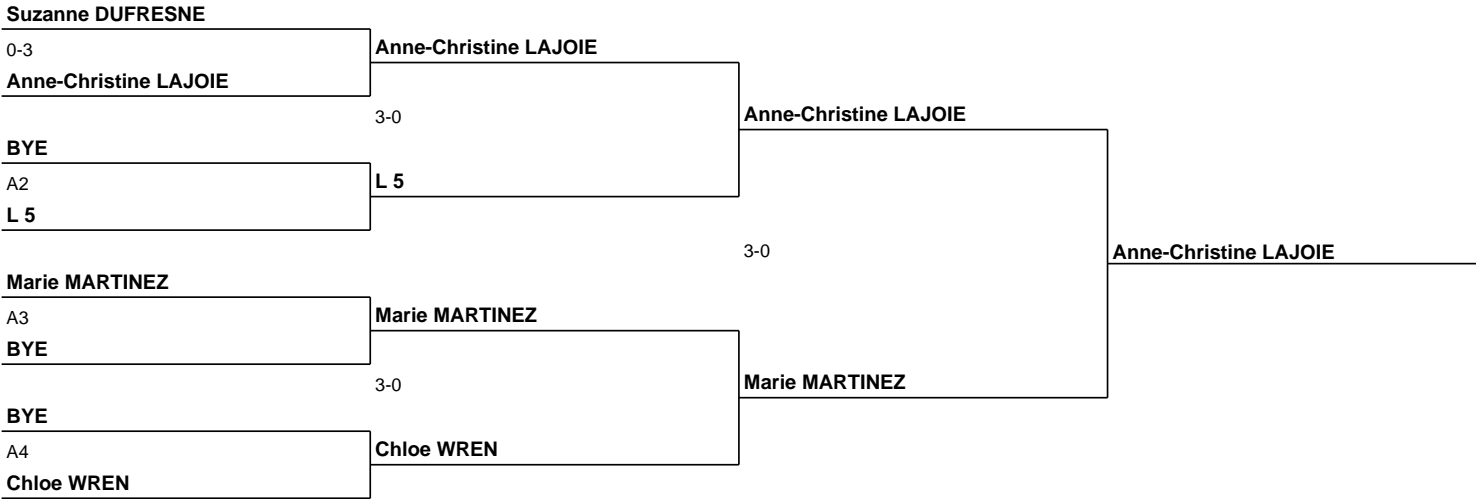 Suzanne DUFRESNE
0-3
Anne-Christine LAJOIE
Anne-Christine LAJOIE
3-0
Anne-Christine LAJOIE
BYE
A2
L 5
L 5
3-0
Anne-Christine LAJOIE
Marie MARTINEZ
A3
Marie MARTINEZ
BYE
3-0
Marie MARTINEZ
BYE
A4
Chloe WREN
Chloe WREN